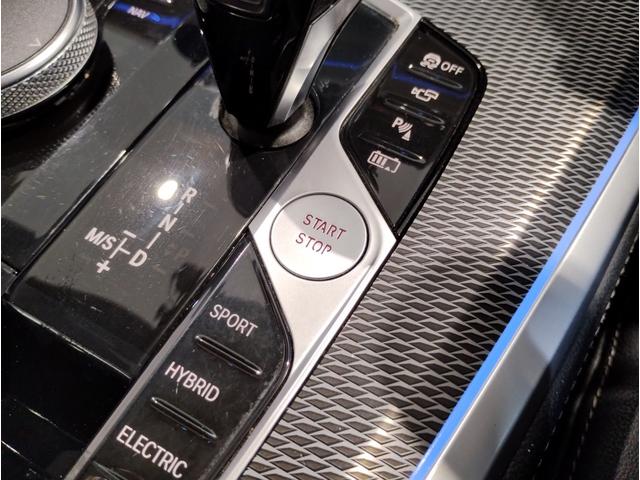 NAV
OFF
P
R
N
M/S
D
+
START
STOP
SPORT
HYBRID
ELECTRIC